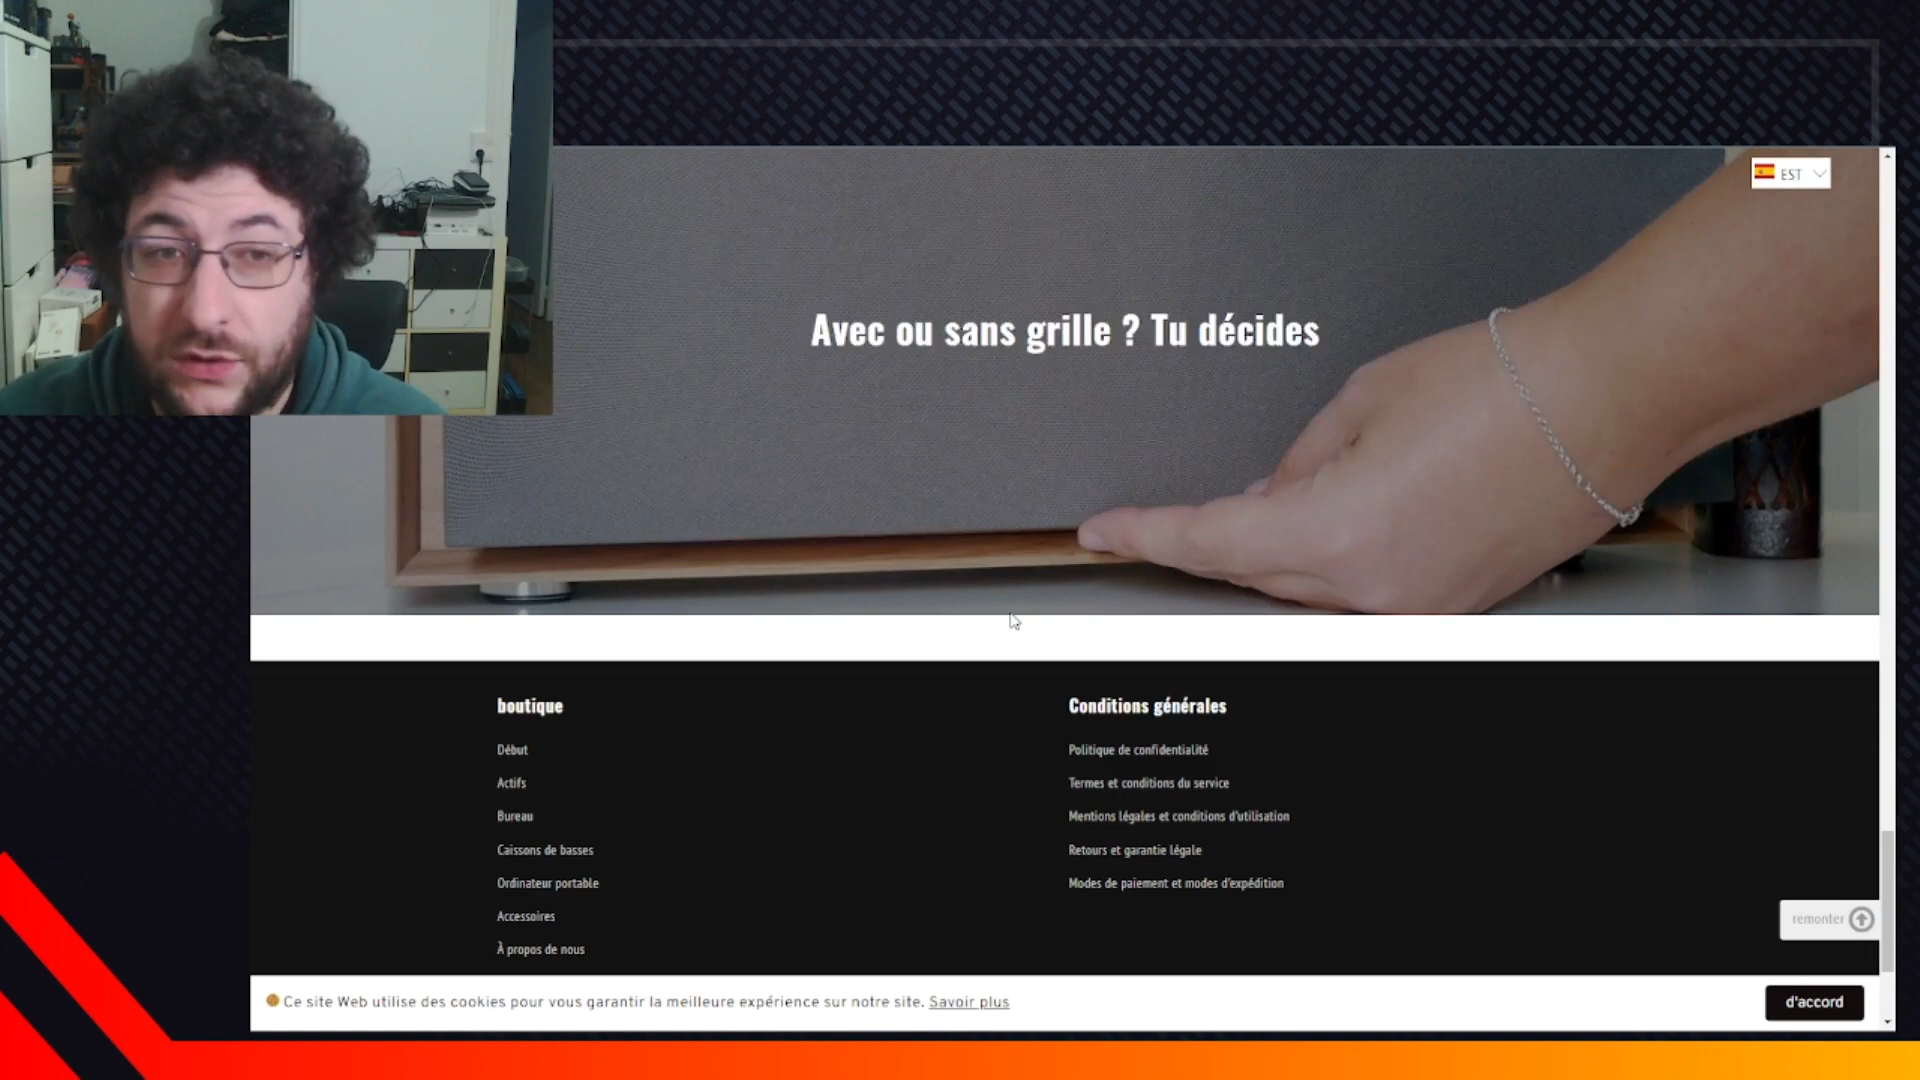 EST
Avec ou sans grille ? Tu décides
boutique
Début
Actifs
Bureau
Caissons de basses
Ordinateur portable
Accessoires
À propos de nous
Conditions générales
Politique de confidentialité
Termes et conditions du service
Mentions légales et conditions d'utilisation
Retours et garantie légale
Modes de paiement et modes d'expédition
remonter
Ce site Web utilise des cookies pour vous garantir la meilleure expérience sur notre site. Savoir plus
d'accord